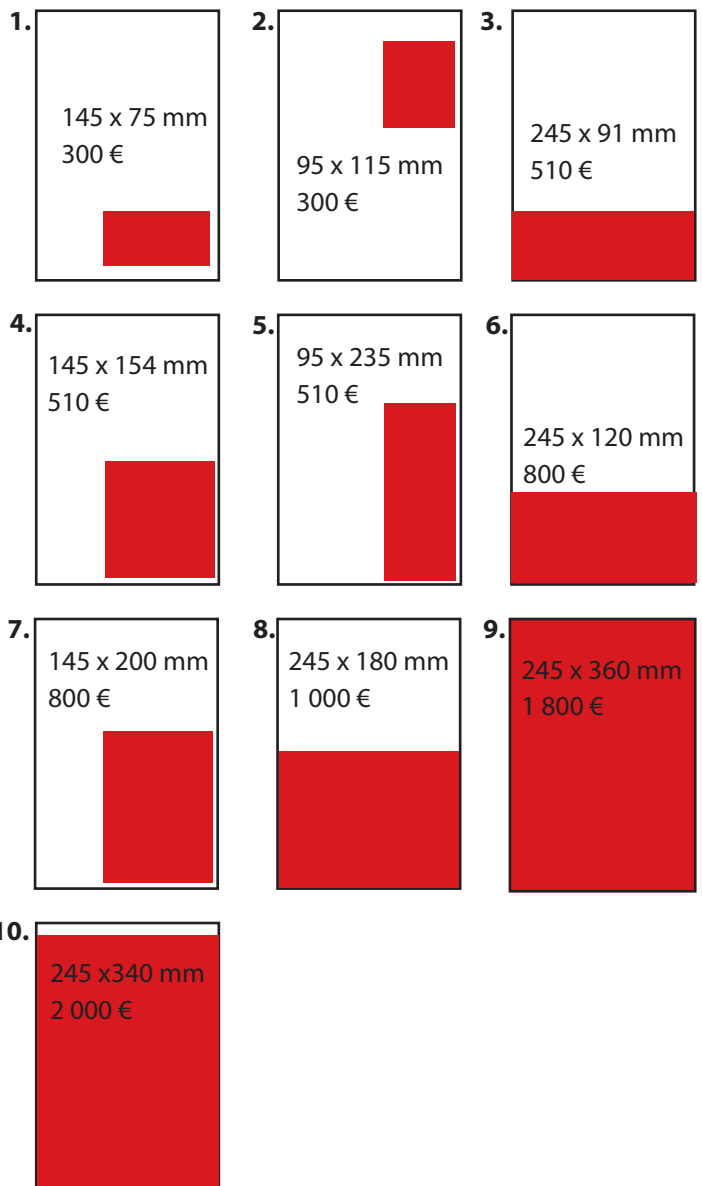 1.
145 x 75 mm
300 €
2.
95 x 115 mm
300 €
3.
245 x 91 mm
510 €
4.
145 x 154 mm
510 €
5.
95 x 235 mm
510 €
6.
245 x 120 mm
800 €
7.
145 x 200 mm
800 €
8.
245 x 180 mm
1 000 €
9.
245 x 360 mm
1 800 €
10.
245 x340 mm
2 000 €